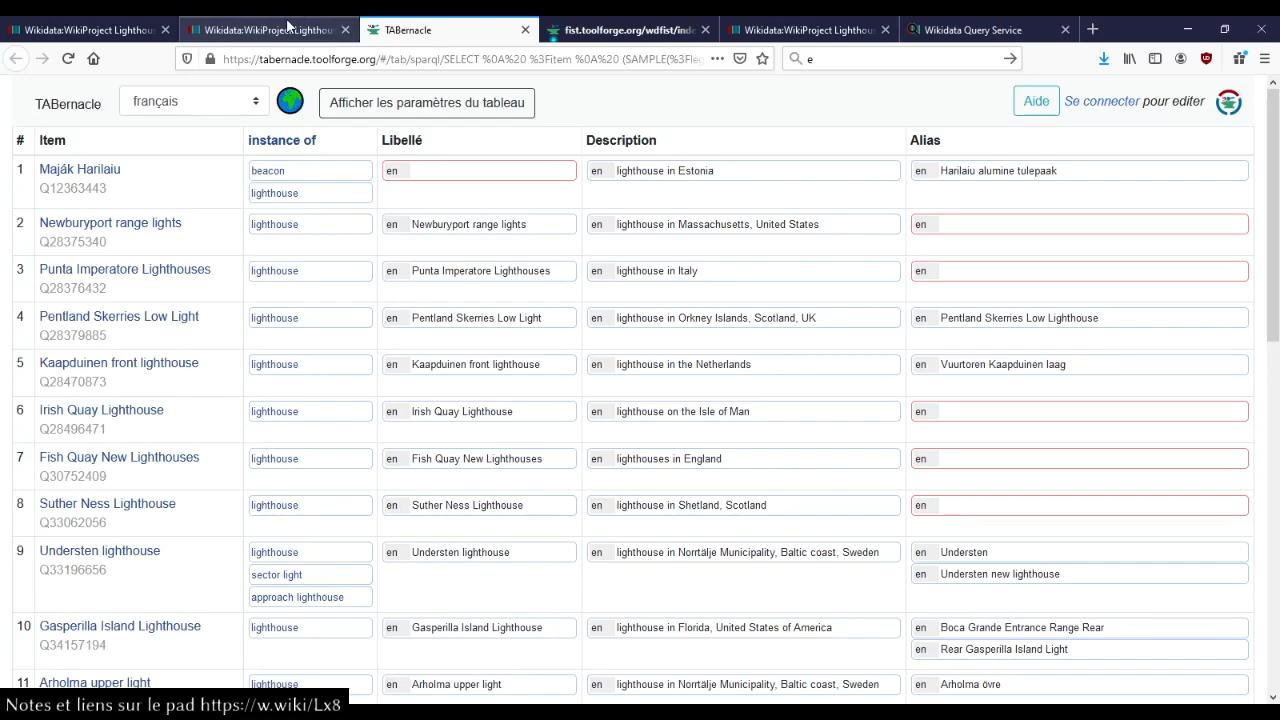 Wikidata:WikiProject Lighthous
Wikidata:WikiProject Lighthous
TABernacle
fist.toolforge.org/wdfist/inde
Wikidata:WikiProject Lighthous
Wikidata Query Service
https://tabernacle.toolforge.org/#/tab/sparql/SELECT %0A%20 %3Fitem %0A%20 (SAMPLE(%3Fleg
e
TABernacle
français
Afficher les paramètres du tableau
Aide
Se connecter pour editer
# Item instance of Libellé Description Alias
1 Maják Harilaiu beacon en en lighthouse in Estonia en Harilaiu alumine tulepaak
Q12363443 lighthouse
2 Newburyport range lights lighthouse en Newburyport range lights en lighthouse in Massachusetts, United States en
Q28375340
3 Punta Imperatore Lighthouses lighthouse en Punta Imperatore Lighthouses en lighthouse in Italy en
Q28376432
4 Pentland Skerries Low Light lighthouse en Pentland Skerries Low Light en lighthouse in Orkney Islands, Scotland, UK en Pentland Skerries Low Lighthouse
Q28379885
5 Kaapduinen front lighthouse lighthouse en Kaapduinen front lighthouse en lighthouse in the Netherlands en Vuurtoren Kaapduinen laag
Q28470873
6 Irish Quay Lighthouse lighthouse en Irish Quay Lighthouse en lighthouse on the Isle of Man en
Q28496471
7 Fish Quay New Lighthouses lighthouse en Fish Quay New Lighthouses en lighthouses in England en
Q30752409
8 Suther Ness Lighthouse lighthouse en Suther Ness Lighthouse en lighthouse in Shetland, Scotland en
Q33062056
9 Understen lighthouse lighthouse en Understen lighthouse en lighthouse in Norrtälje Municipality, Baltic coast, Sweden en Understen
Q33196656 sector light en Understen new lighthouse
approach lighthouse
10 Gasperilla Island Lighthouse lighthouse en Gasperilla Island Lighthouse en lighthouse in Florida, United States of America en Boca Grande Entrance Range Rear
Q34157194 en Rear Gasperilla Island Light
11 Arholma upper light lighthouse en Arholma upper light en lighthouse in Norrtälje Municipality, Baltic coast, Sweden en Arholma övre
Notes et liens sur le pad https://w.wiki/Lx8